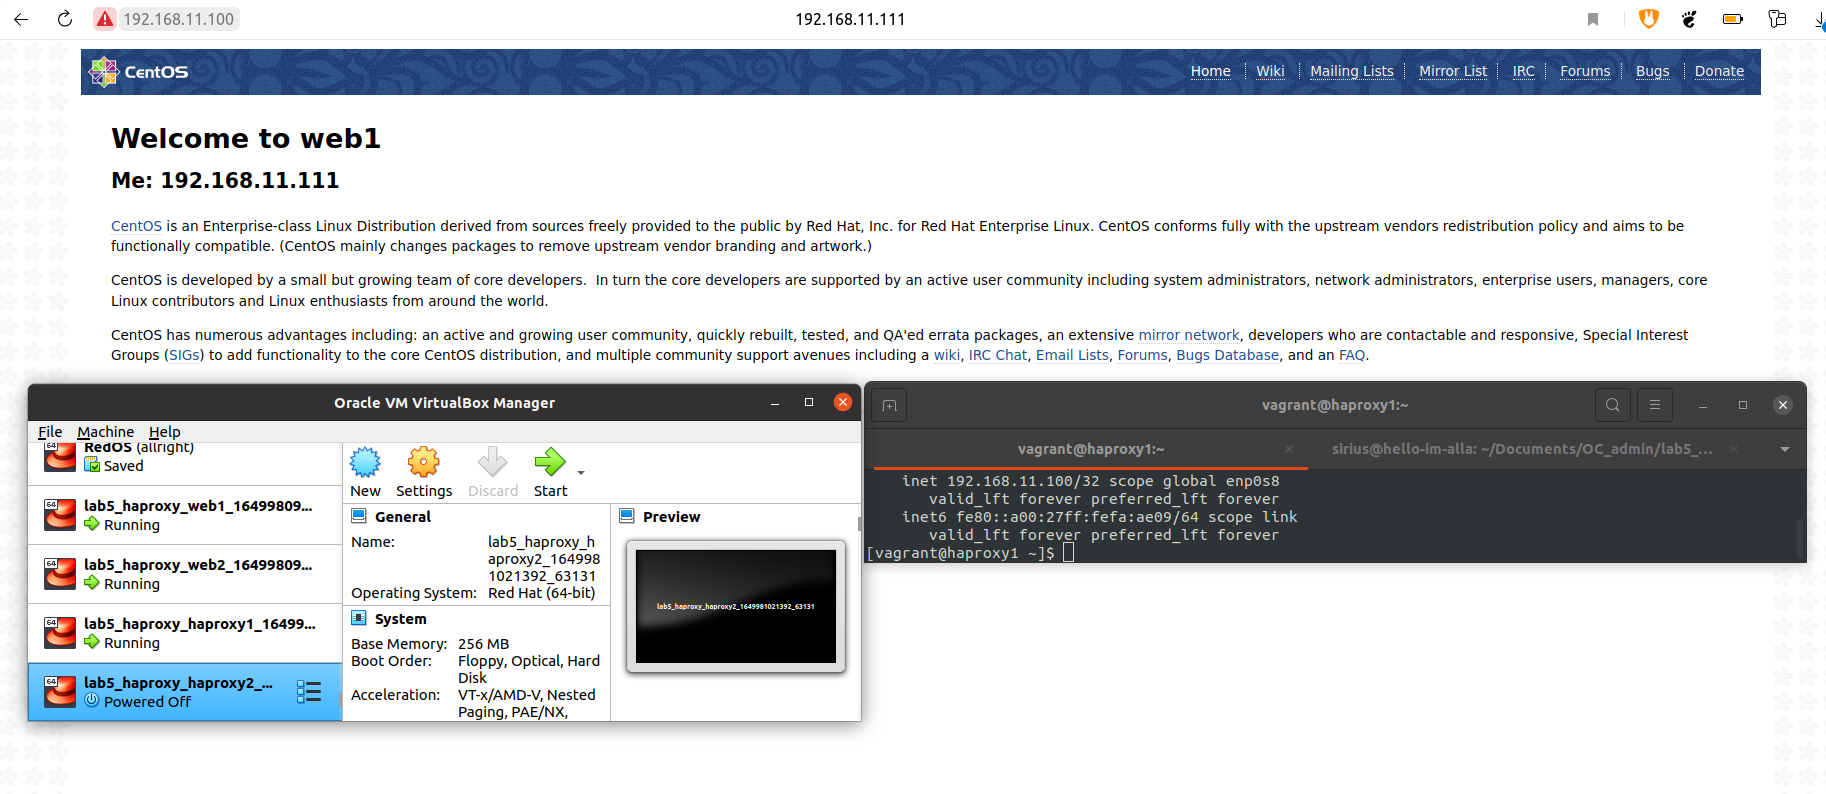 192.168.11.100
192.168.11.111
CentOS
Home Wiki Mailing Lists Mirror List IRC Forums Bugs Donate
Welcome to web1
Me: 192.168.11.111
CentOS is an Enterprise-class Linux Distribution derived from sources freely provided to the public by Red Hat, Inc. for Red Hat Enterprise Linux. CentOS conforms fully with the upstream vendors redistribution policy and aims to be
functionally compatible. (CentOS mainly changes packages to remove upstream vendor branding and artwork.)
CentOS is developed by a small but growing team of core developers.  In turn the core developers are supported by an active user community including system administrators, network administrators, enterprise users, managers, core
Linux contributors and Linux enthusiasts from around the world.
CentOS has numerous advantages including: an active and growing user community, quickly rebuilt, tested, and QA'ed errata packages, an extensive mirror network, developers who are contactable and responsive, Special Interest
Groups (SIGs) to add functionality to the core CentOS distribution, and multiple community support avenues including a wiki, IRC Chat, Email Lists, Forums, Bugs Database, and an FAQ.
Oracle VM VirtualBox Manager
File Machine Help
64
RedOS (allright)
Saved
64
lab5_haproxy_web1_16499809...
Running
64
lab5_haproxy_web2_16499809...
Running
64
lab5_haproxy_haproxy1_16499...
Running
64
lab5_haproxy_haproxy2_...
Powered Off
New Settings Discard Start
General
Name: lab5_haproxy_h
aproxy2_164998
1021392_63131
Operating System: Red Hat (64-bit)
System
Base Memory: 256 MB
Boot Order: Floppy, Optical, Hard
Disk
Acceleration: VT-x/AMD-V, Nested
Paging, PAE/NX,
Preview
lab5_haproxy_haproxy2_1649981021392_63131
vagrant@haproxy1:~
vagrant@haproxy1:~
sirius@hello-im-alla: ~/Documents/OC_admin/lab5_...
inet 192.168.11.100/32 scope global enp0s8
valid_lft forever preferred_lft forever
inet6 fe80::a00:27ff:fefa:ae09/64 scope link
valid_lft forever preferred_lft forever
[vagrant@haproxy1 ~]$